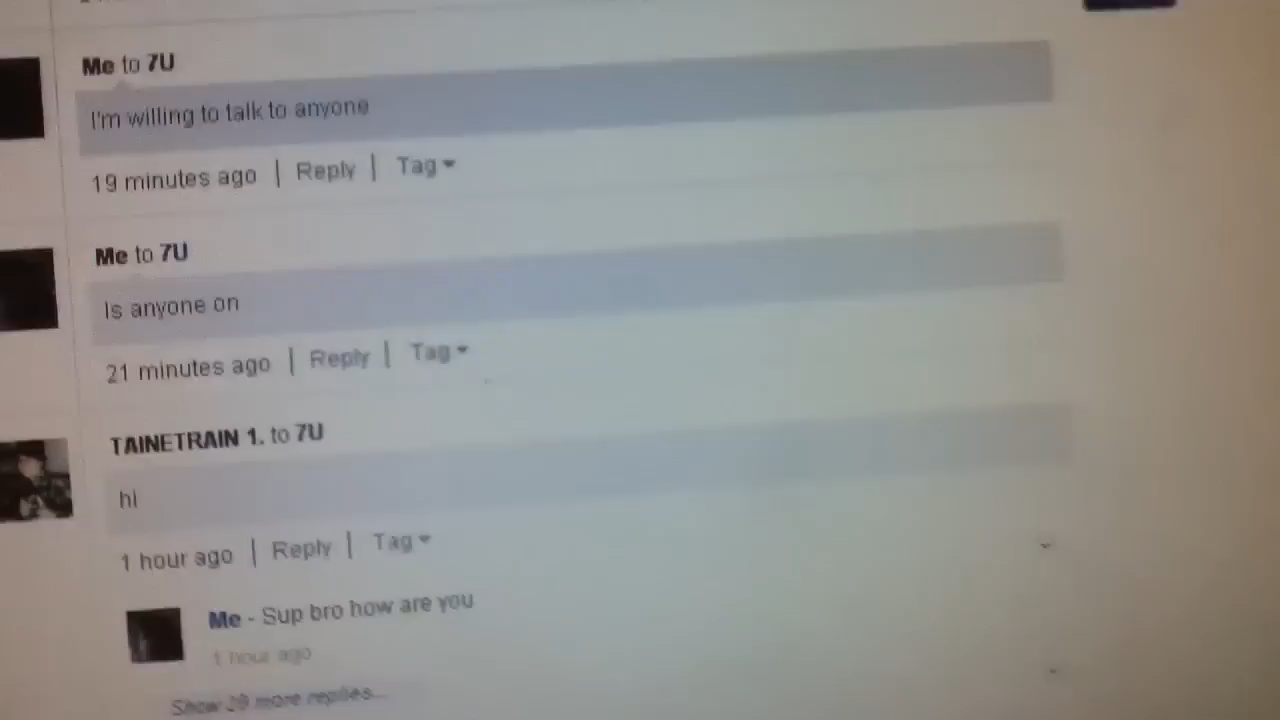 Me to 7U
I'm willing to talk to anyone
19 minutes ago | Reply | Tag
Me to 7U
Is anyone on
21 minutes ago | Reply | Tag
TAINETRAIN 1. to 7U
hi
1 hour ago | Reply | Tag
Me - Sup bro how are you
1 hour ago
Show 29 more replies...